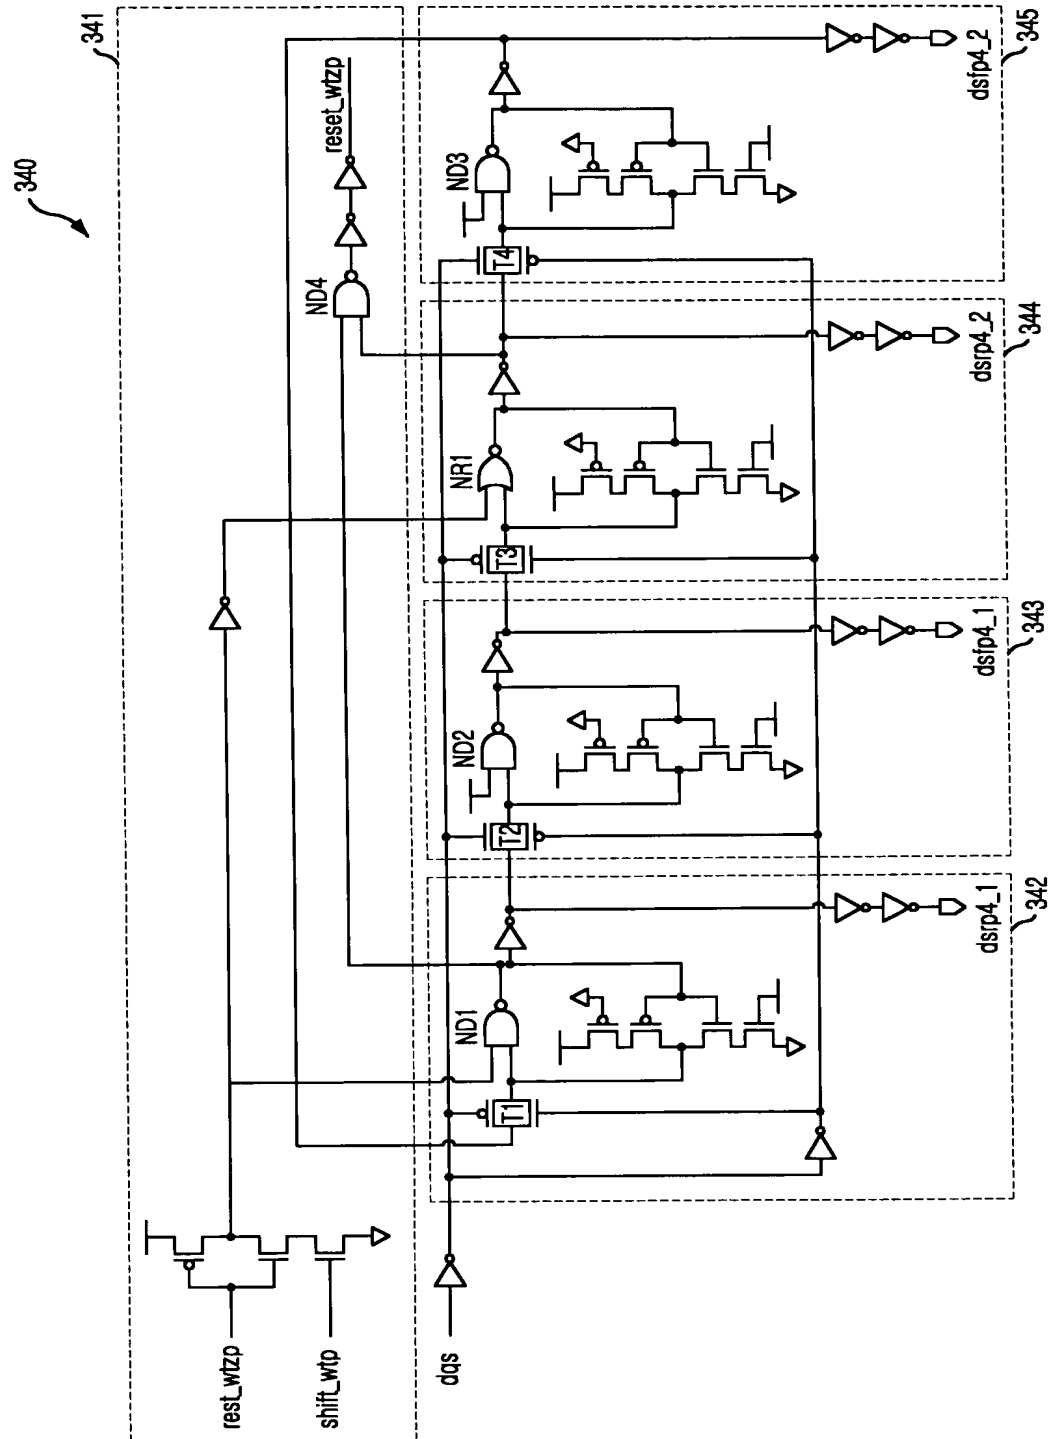 340
341
rest_wtzp
shift_wtp
ND4
reset_wtzp
dqs
T1
ND1
T2
ND2
T3
NR1
T4
ND3
dsrp4_1
342
dsfp4_1
343
dsrp4_2
344
dsfp4_2
345